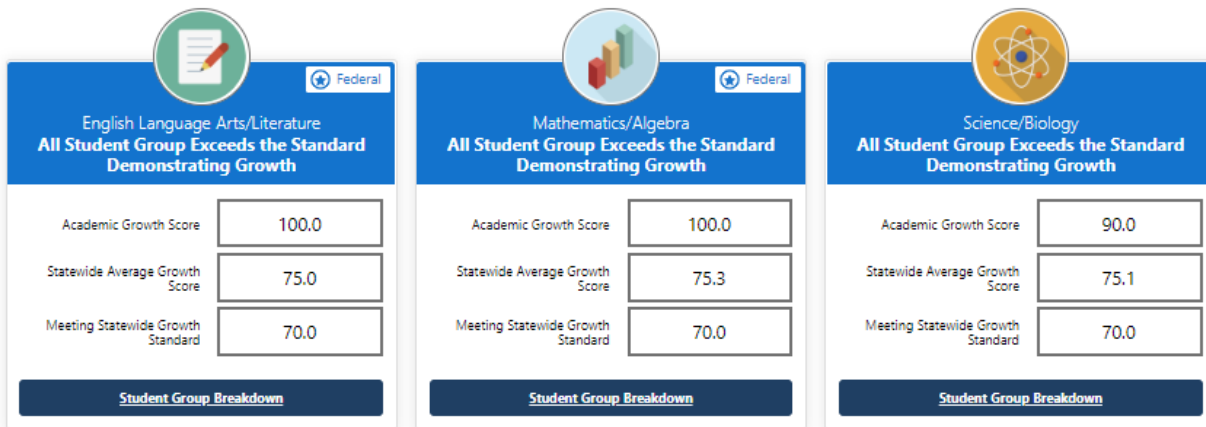 Federal
English Language Arts/Literature
All Student Group Exceeds the Standard
Demonstrating Growth
Academic Growth Score
100.0
Statewide Average Growth
Score
75.0
Meeting Statewide Growth
Standard
70.0
Student Group Breakdown
Federal
Mathematics/Algebra
All Student Group Exceeds the Standard
Demonstrating Growth
Academic Growth Score
100.0
Statewide Average Growth
Score
75.3
Meeting Statewide Growth
Standard
70.0
Student Group Breakdown
Science/Biology
All Student Group Exceeds the Standard
Demonstrating Growth
Academic Growth Score
90.0
Statewide Average Growth
Score
75.1
Meeting Statewide Growth
Standard
70.0
Student Group Breakdown